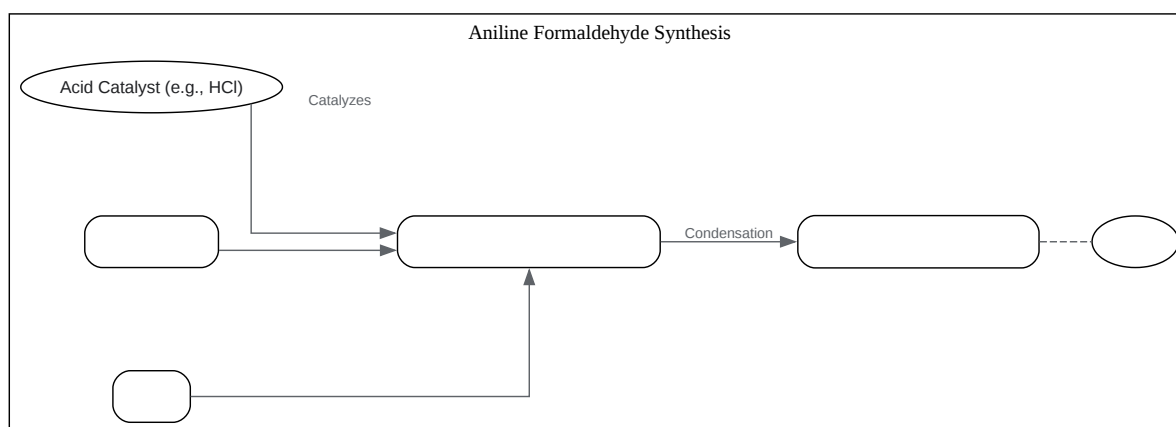 Aniline Formaldehyde Synthesis
Acid Catalyst (e.g., HCl)
Catalyzes
Condensation